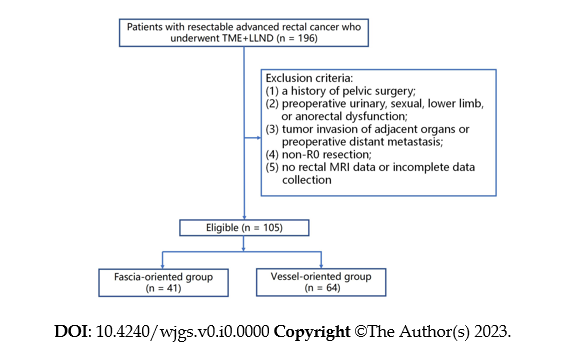 Patients with resectable advanced rectal cancer who
underwent TME+LLND (n = 196)
Exclusion criteria:
(1) a history of pelvic surgery;
(2) preoperative urinary, sexual, lower limb,
or anorectal dysfunction;
(3) tumor invasion of adjacent organs or
preoperative distant metastasis;
(4) non-R0 resection;
(5) no rectal MRI data or incomplete data
collection
Eligible (n = 105)
Fascia-oriented group
(n = 41)
Vessel-oriented group
(n = 64)
DOI: 10.4240/wjgs.v0.i0.0000 Copyright ©The Author(s) 2023.